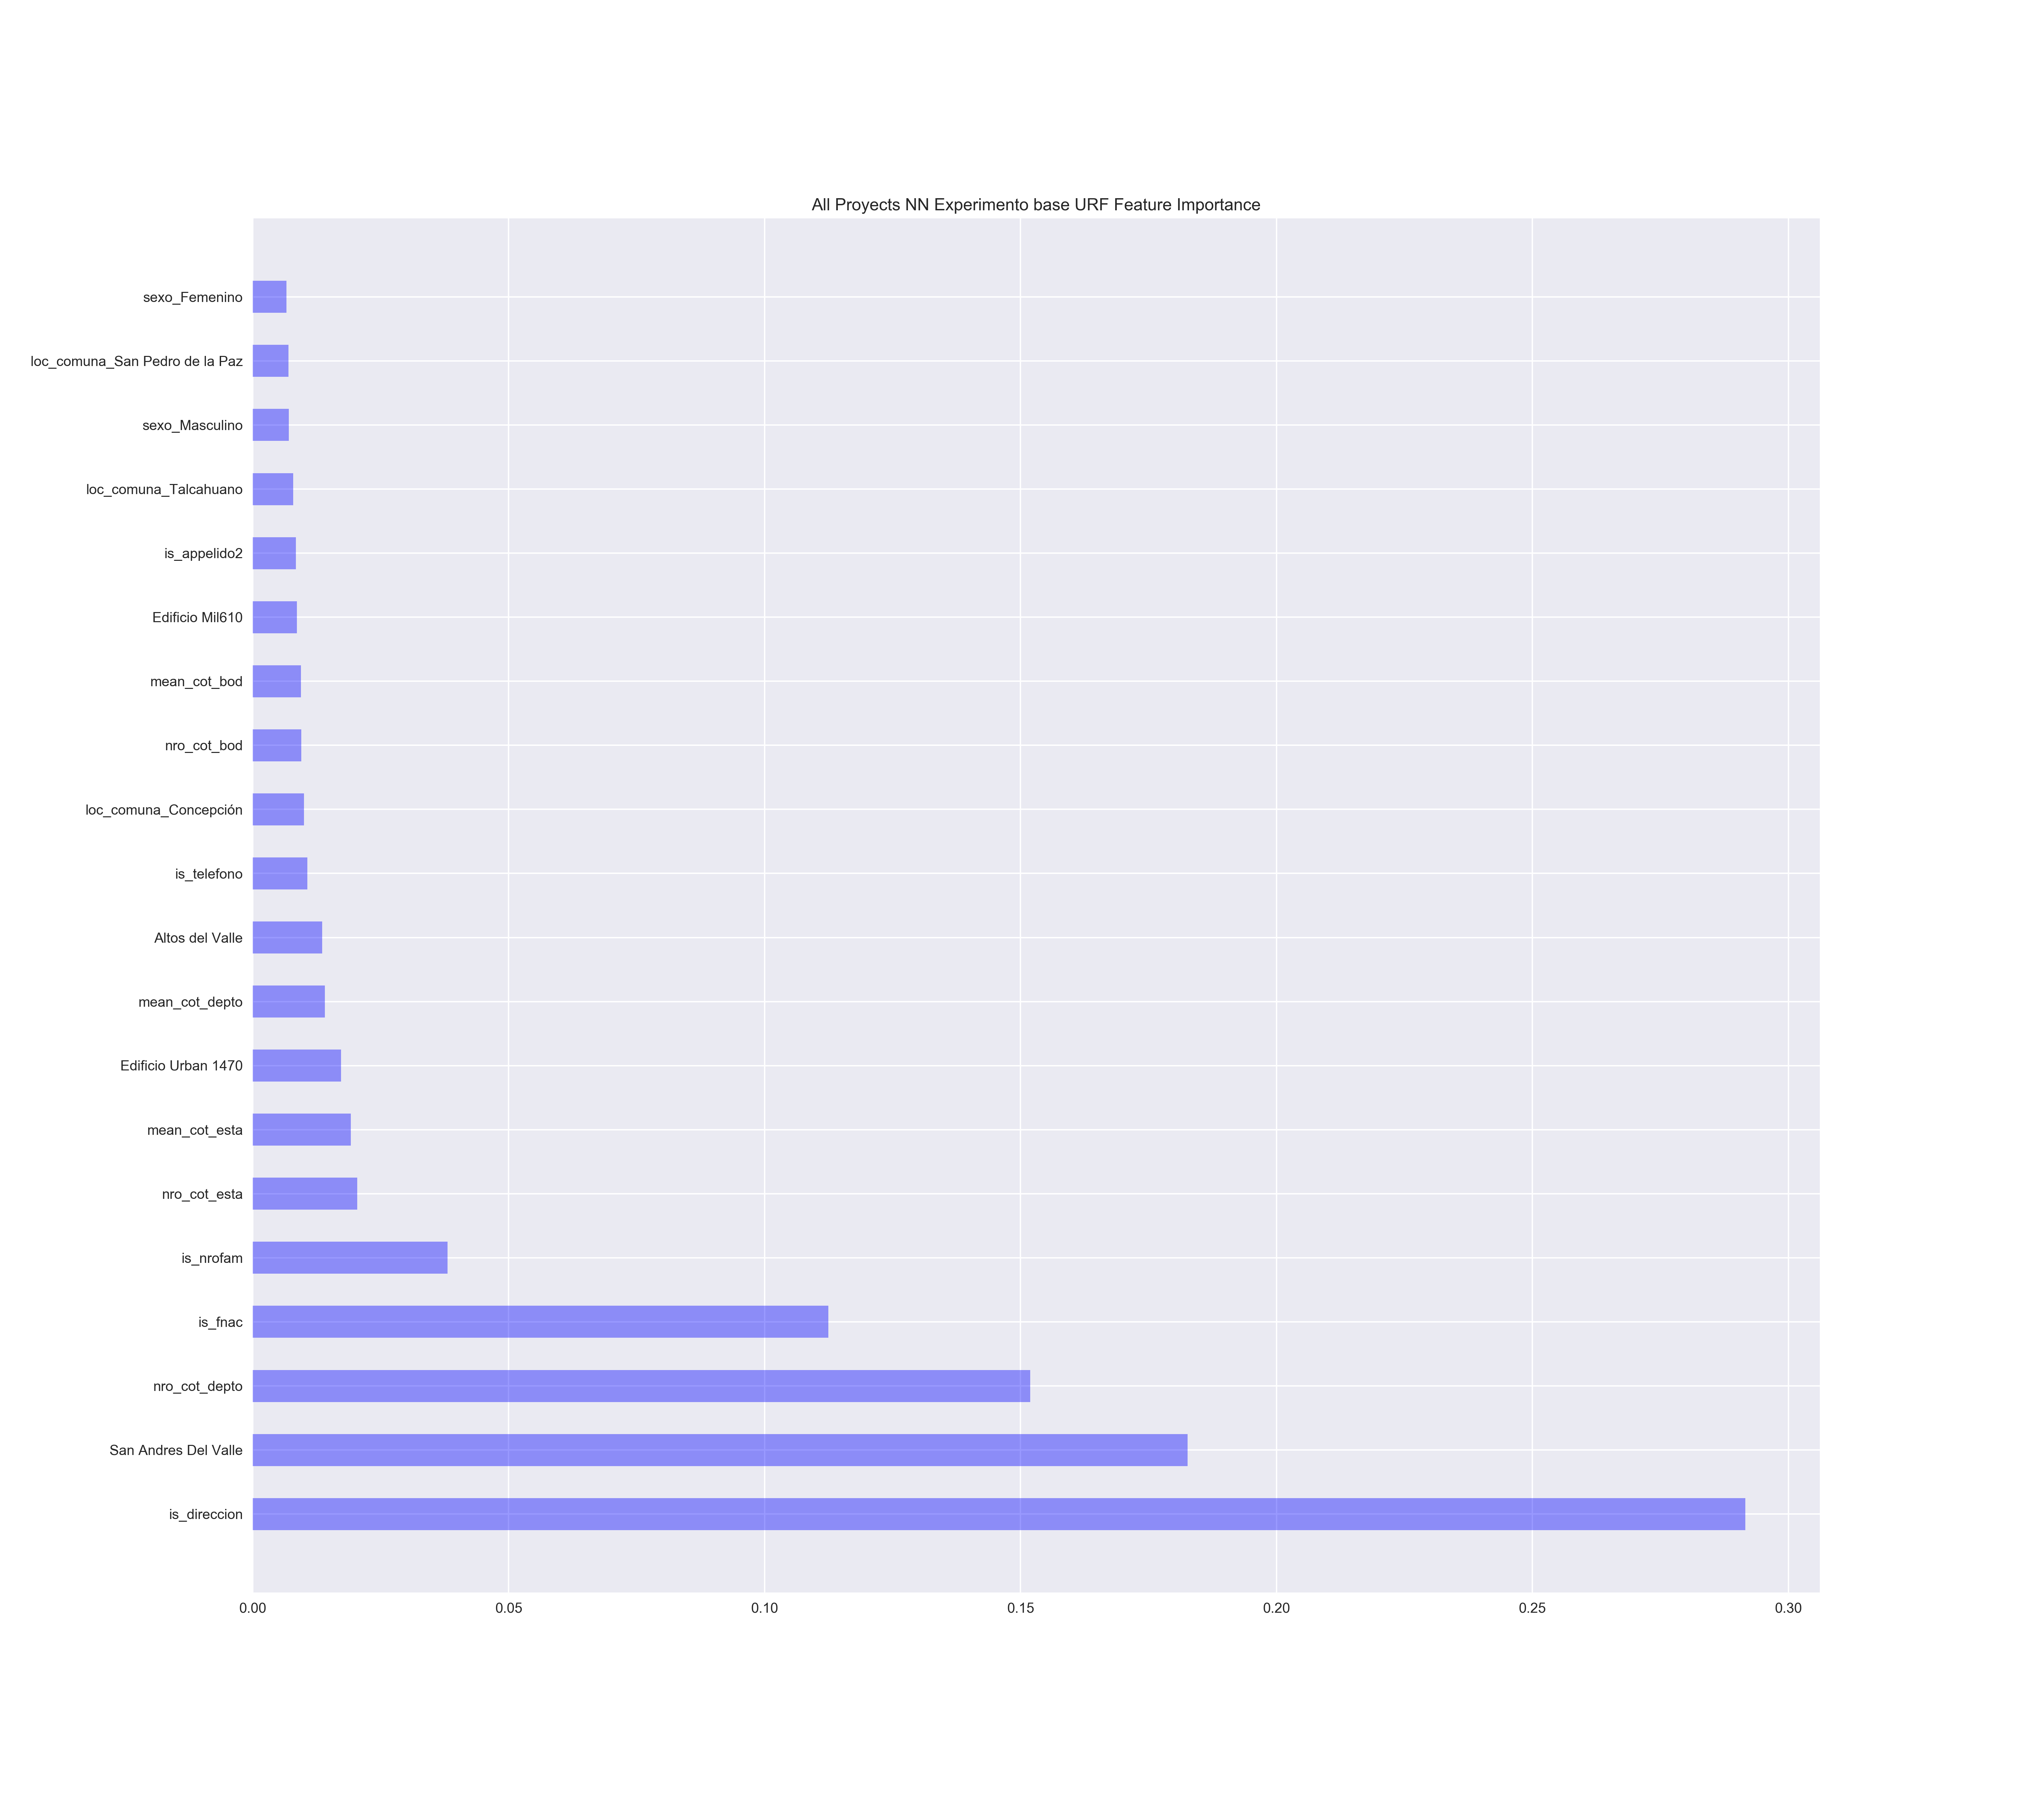 All Proyects NN Experimento base URF Feature Importance
sexo_Femenino
loc_comuna_San Pedro de la Paz
sexo_Masculino
loc_comuna_Talcahuano
is_appelido2
Edificio Mil610
mean_cot_bod
nro_cot_bod
loc_comuna_Concepción
is_telefono
Altos del Valle
mean_cot_depto
Edificio Urban 1470
mean_cot_esta
nro_cot_esta
is_nrofam
is_fnac
nro_cot_depto
San Andres Del Valle
is_direccion
0.00 0.05 0.10 0.15 0.20 0.25 0.30